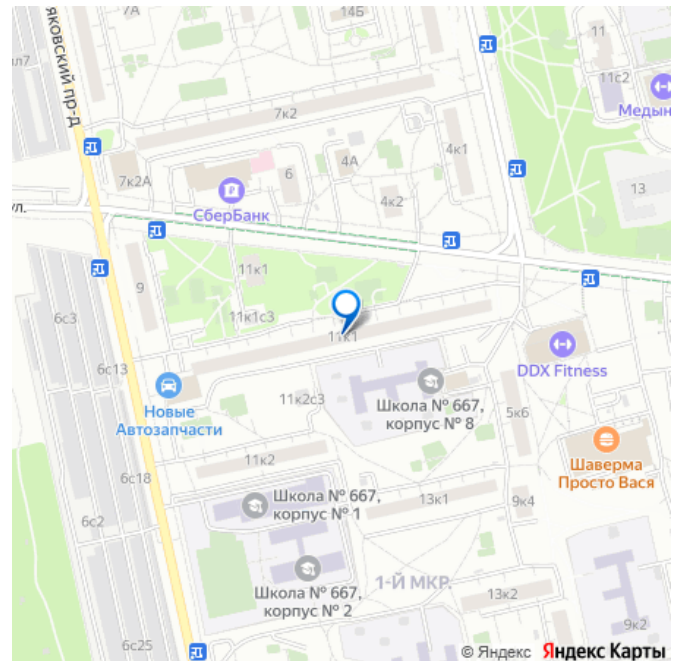 7А
14Б
11
11с2
Медын
яковский пр-д
л7
7к2
4к1
7к2А
6
4А
4к2
13
СберБанк
ул.
11к1
9
6с3
11к1с3
11к1
6с13
DDX Fitness
Новые
Автозапчасти
11к2с3
Школа № 667,
корпус № 8
5к6
11к2
Шаверма
Просто Вася
6с18
Школа № 667,
корпус № 1
13к1
9к4
6с2
Школа № 667,
корпус № 2
1-Й МКР.
13к2
9к2
6с25
© Яндекс Яндекс Карты